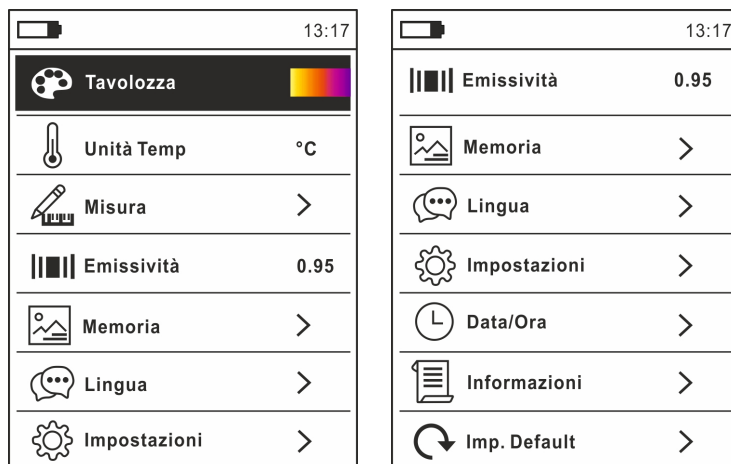 13:17
Tavolozza
Unità Temp °C
Misura
Emissività 0.95
Memoria
Lingua
Impostazioni
13:17
Emissività 0.95
Memoria
Lingua
Impostazioni
Data/Ora
Informazioni
Imp. Default